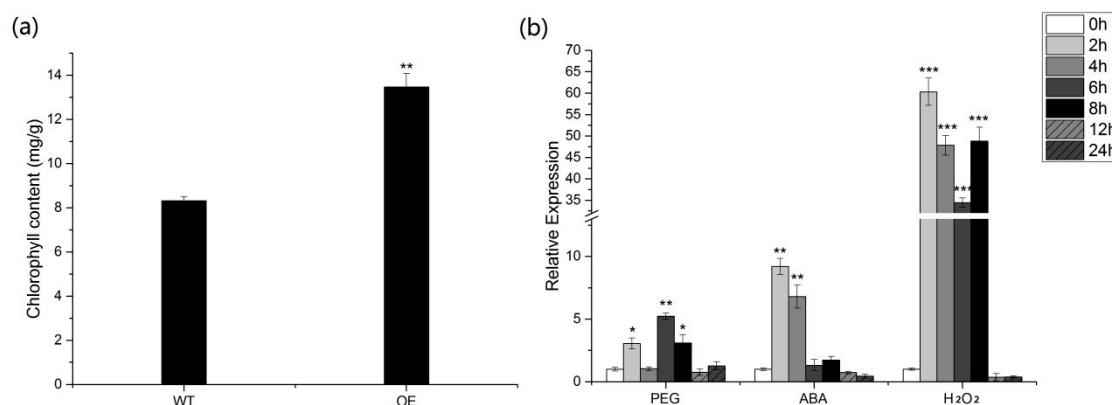 (a)
Chlorophyll content (mg/g)
14
12
10
8
6
4
2
0
**
WT
OE
(b)
Relative Expression
70
65
60
55
50
45
40
35
10
5
0
*
**
*
**
**
***
***
***
***
PEG
ABA
H₂O₂
0h
2h
4h
6h
8h
12h
24h